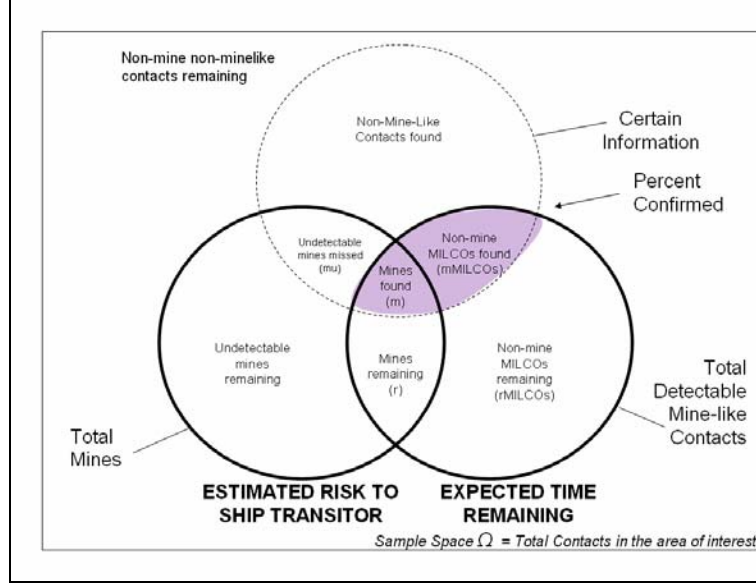 Non-mine non-minelike
contacts remaining
Non-Mine-Like
Contacts found
Certain
Information
Percent
Confirmed
Undetectable
mines missed
(mu)
Non-mine
MILCOs found
(mMILCOs)
Mines
found
(m)
Undetectable
mines
remaining
Mines
remaining
(r)
Non-mine
MILCOs
remaining
(rMILCOs)
Total
Detectable
Mine-like
Contacts
Total
Mines
ESTIMATED RISK TO
SHIP TRANSITOR
EXPECTED TIME
REMAINING
Sample Space Ω = Total Contacts in the area of interest